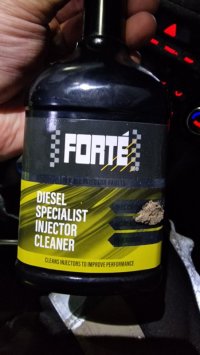 FORTÉ
DIESEL
SPECIALIST
INJECTOR
CLEANER
CLEANS INJECTORS TO IMPROVE PERFORMANCE